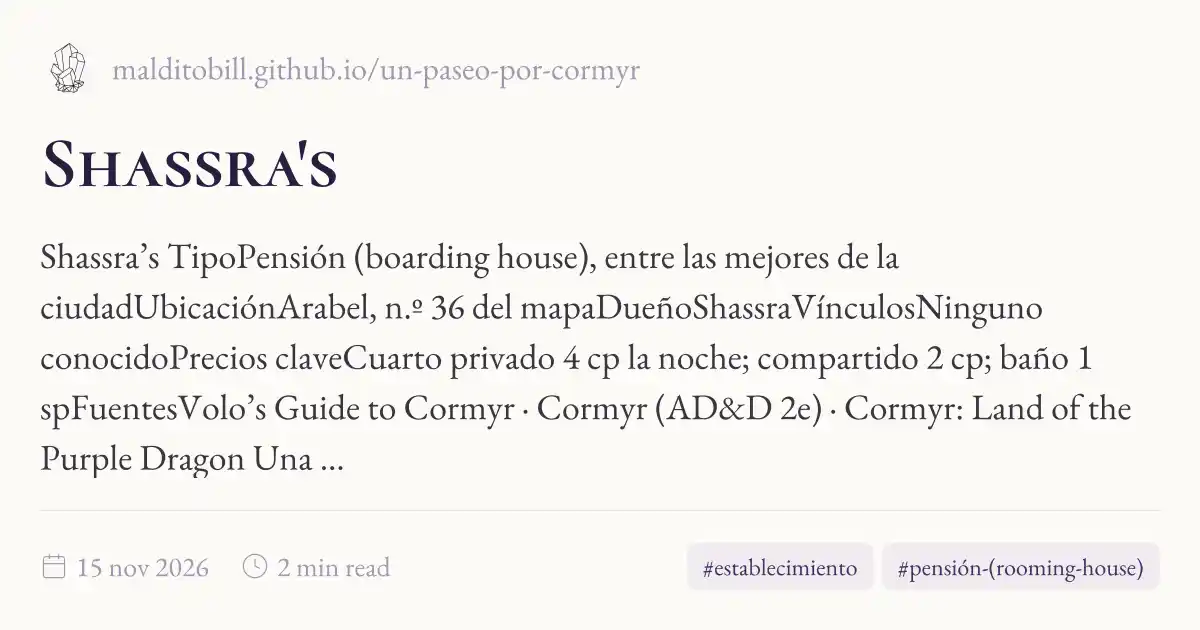 malditobill.github.io/un-paseo-por-cormyr
Shassra's
Shassra’s TipoPensión (boarding house), entre las mejores de la
ciudadUbicaciónArabel, n.º 36 del mapaDueñoShassraVínculosNinguno
conocidoPrecios claveCuarto privado 4 cp la noche; compartido 2 cp; baño 1
spFuentesVolo’s Guide to Cormyr · Cormyr (AD&D 2e) · Cormyr: Land of the
Purple Dragon Una ...
15 nov 2026
2 min read
#establecimiento
#pensión-(rooming-house)